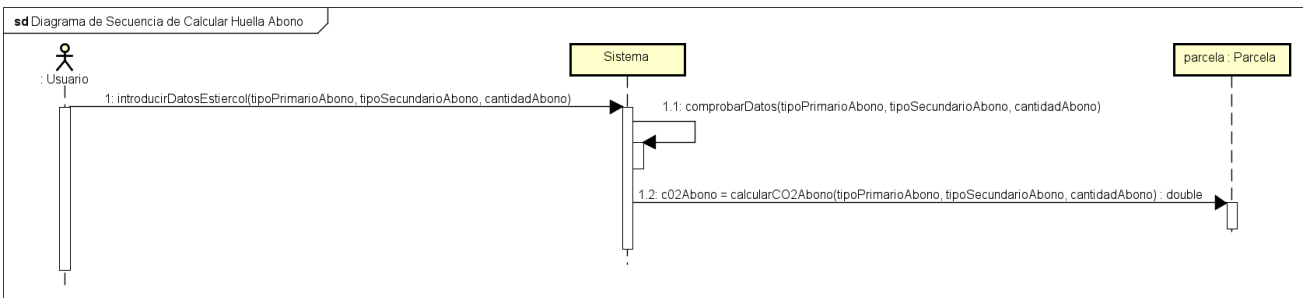 sd Diagrama de Secuencia de Calcular Huella Abono
: Usuario
Sistema
parcela : Parcela
1: introducirDatosEstiercol(tipoPrimarioAbono, tipoSecundarioAbono, cantidadAbono)
1.1: comprobarDatos(tipoPrimarioAbono, tipoSecundarioAbono, cantidadAbono)
1.2: c02Abono = calcularCO2Abono(tipoPrimarioAbono, tipoSecundarioAbono, cantidadAbono) : double